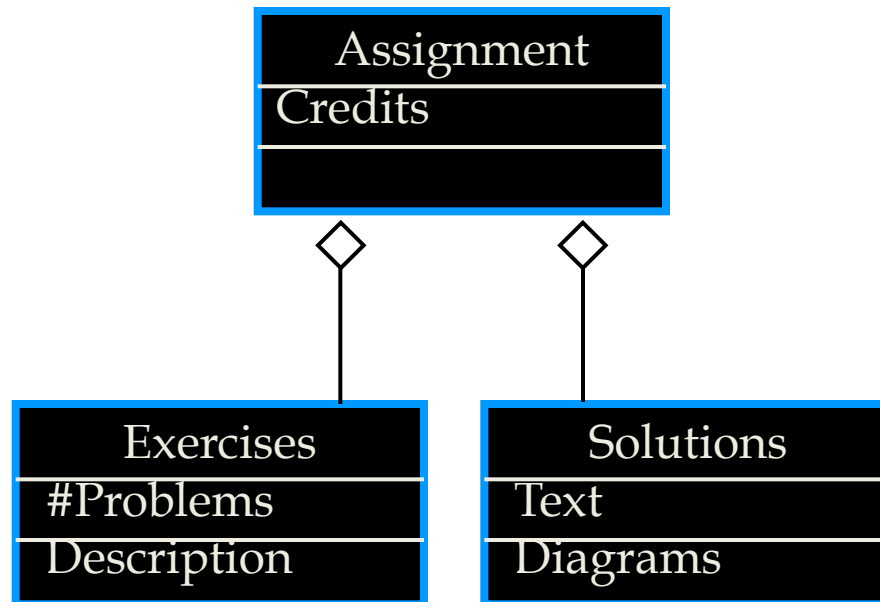 Assignment
Credits
Exercises
#Problems
Description
Solutions
Text
Diagrams